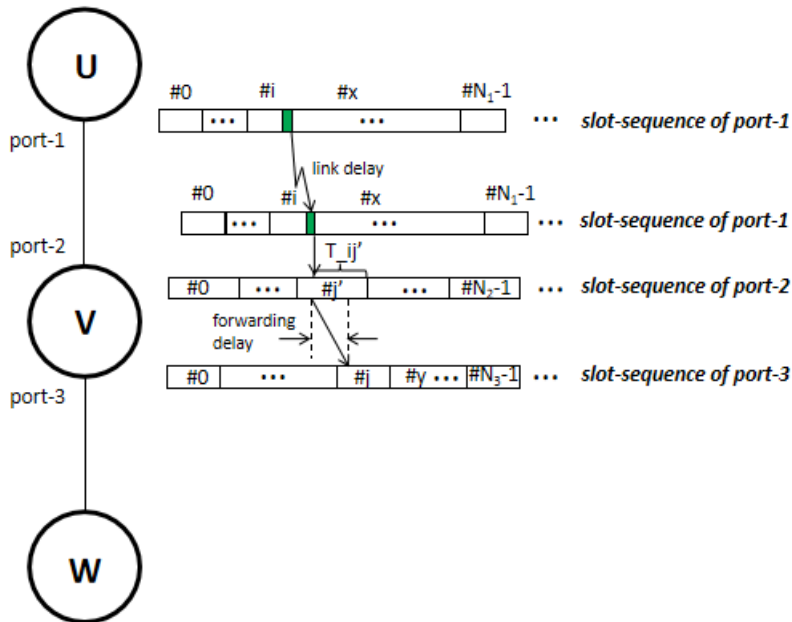 U
#0 #i #x #N₁-1
... ... ... slot-sequence of port-1
port-1
link delay
#0 #i #x #N₁-1
... ... ... slot-sequence of port-1
port-2
T_ij'
#0 ... #j' ... #N₂-1 ... slot-sequence of port-2
V
forwarding
delay
#0 ... #j #y ... #N₃-1 ... slot-sequence of port-3
port-3
W